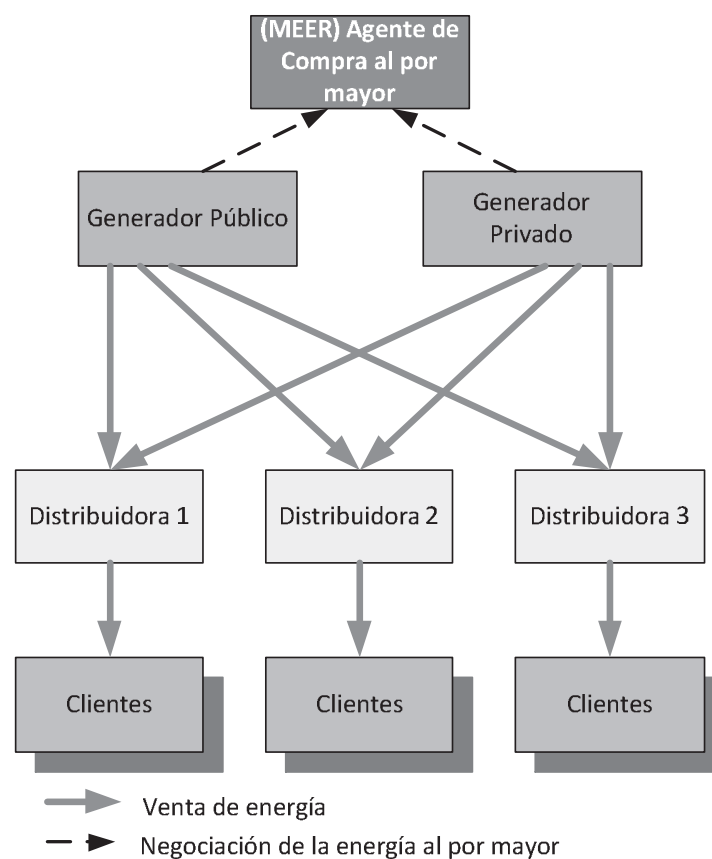 (MEER) Agente de
Compra al por
mayor
Generador Público
Generador
Privado
Distribuidora 1
Distribuidora 2
Distribuidora 3
Clientes
Clientes
Clientes
Venta de energía
Negociación de la energía al por mayor